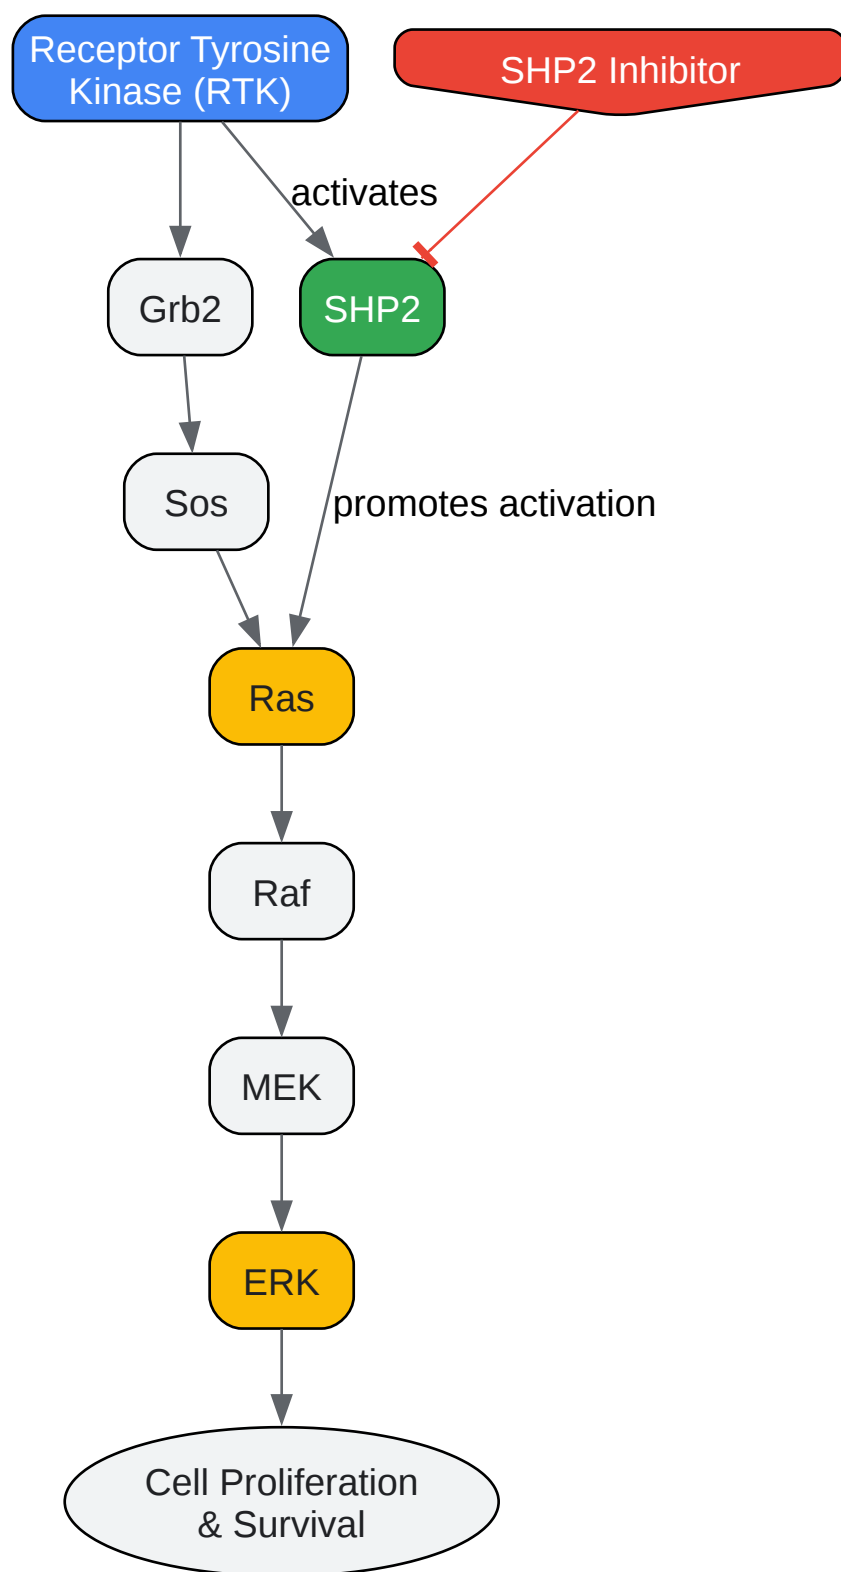 Receptor Tyrosine
Kinase (RTK)
SHP2 Inhibitor
activates
Grb2
SHP2
Sos
promotes activation
Ras
Raf
MEK
ERK
Cell Proliferation
& Survival